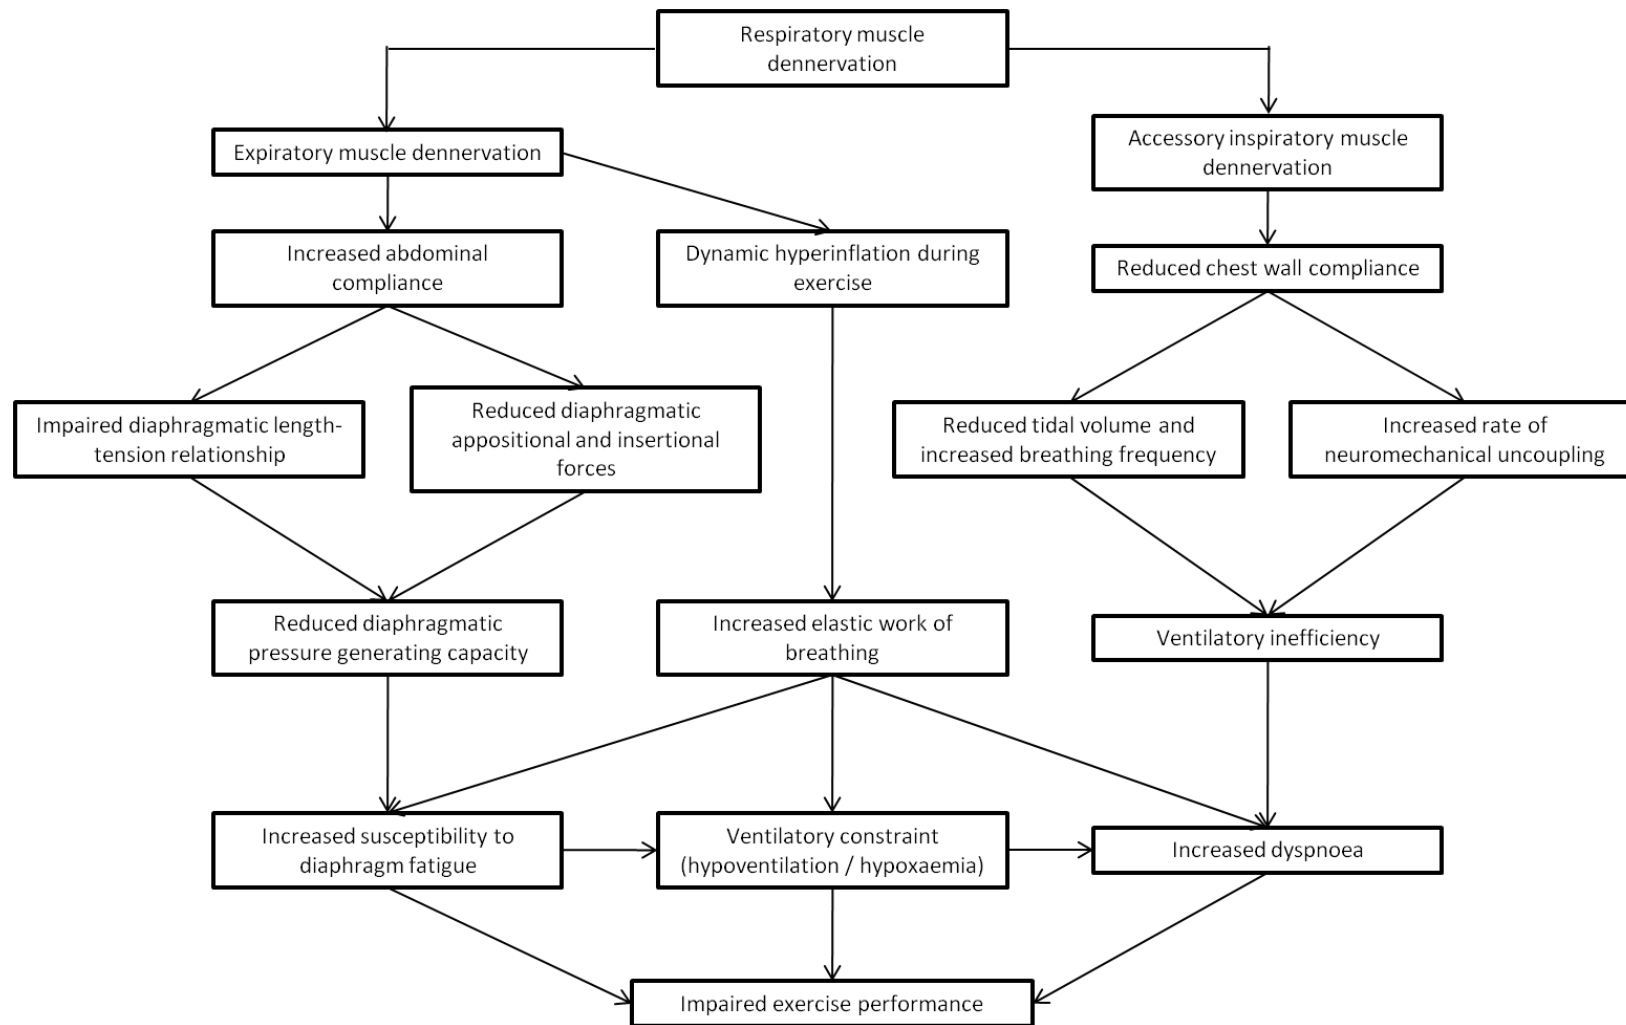 Respiratory muscle
dennervation
Expiratory muscle dennervation
Accessory inspiratory muscle
dennervation
Increased abdominal
compliance
Dynamic hyperinflation during
exercise
Reduced chest wall compliance
Impaired diaphragmatic length-
tension relationship
Reduced diaphragmatic
appositional and insertional
forces
Reduced tidal volume and
increased breathing frequency
Increased rate of
neuromechanical uncoupling
Reduced diaphragmatic
pressure generating capacity
Increased elastic work of
breathing
Ventilatory inefficiency
Increased susceptibility to
diaphragm fatigue
Ventilatory constraint
(hypoventilation / hypoxaemia)
Increased dyspnoea
Impaired exercise performance